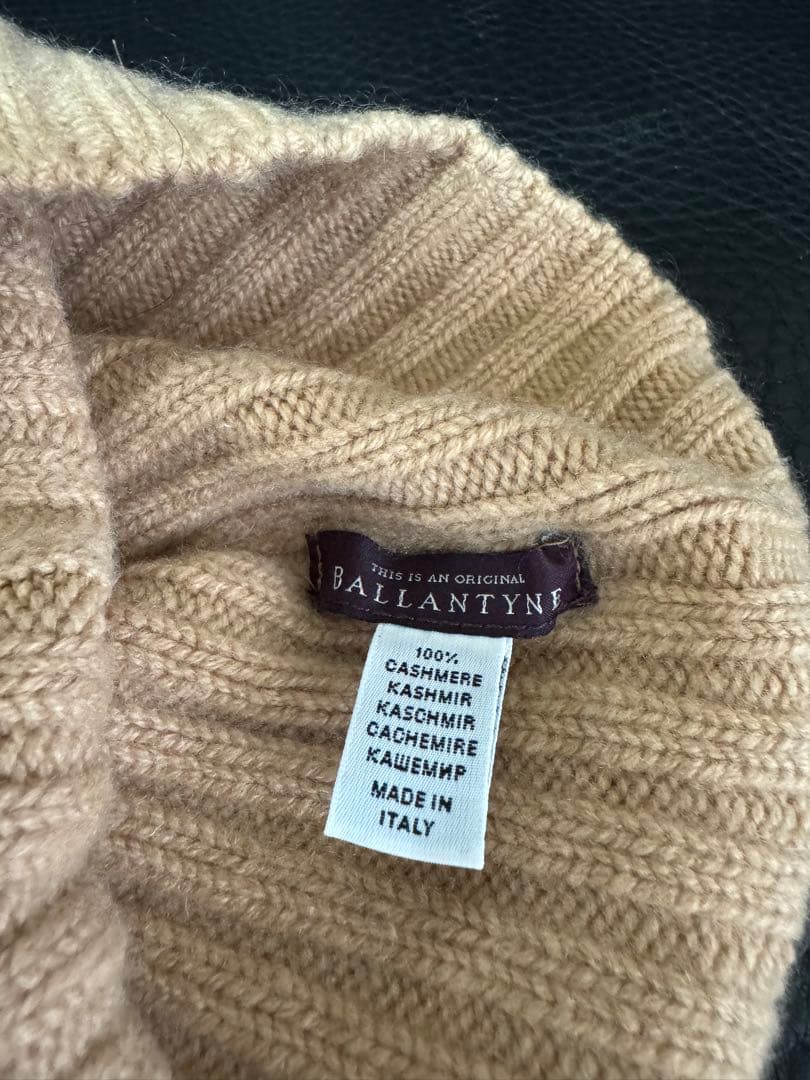 THIS IS AN ORIGINAL
BALLANTYNE
100%
CASHMERE
KASHMIR
KASCHMIR
CACHEMIRE
КАШЕМИР
MADE IN
ITALY